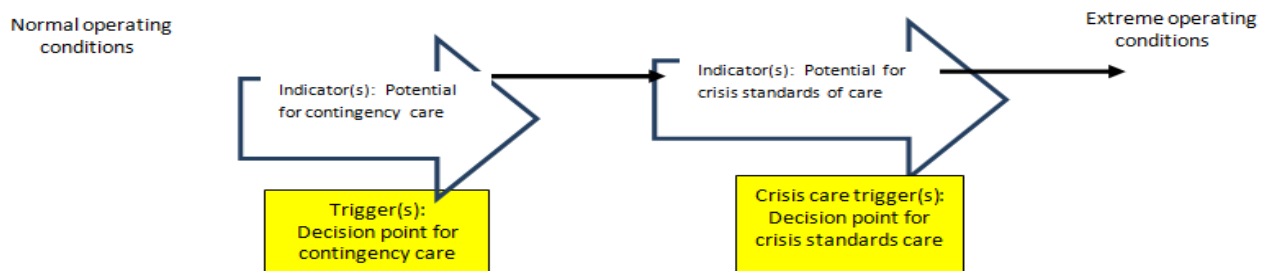 Normal operating
conditions
Indicator(s): Potential
for contingency care
Trigger(s):
Decision point for
contingency care
Indicator(s): Potential for
crisis standards of care
Crisis care trigger(s):
Decision point for
crisis standards care
Extreme operating
conditions